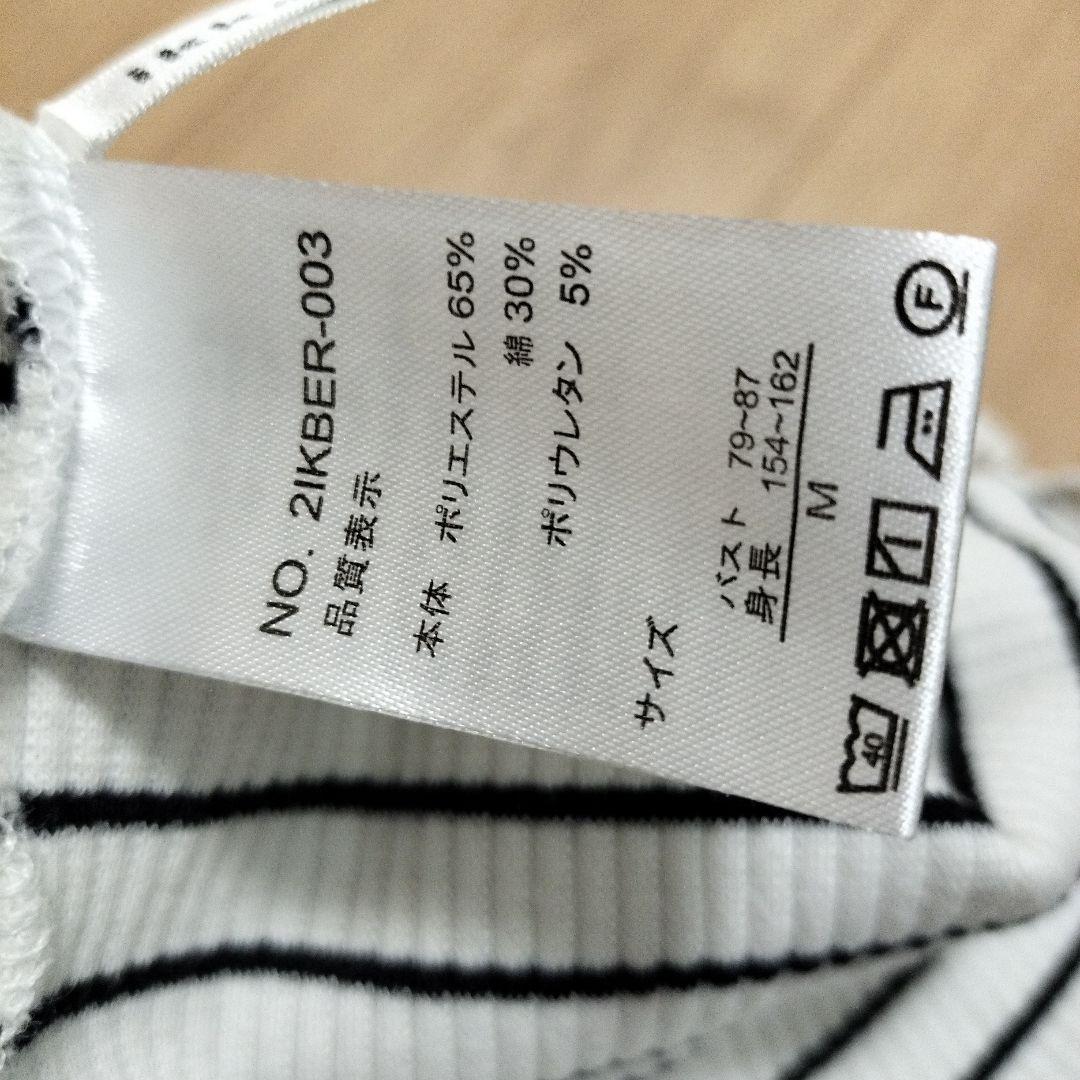 NO. 2IKBER-003
品質表示
本体 ポリエステル 65%
綿 30%
ポリウレタン 5%
サイズ
バスト 79~87
身長 154~162
M
40
F